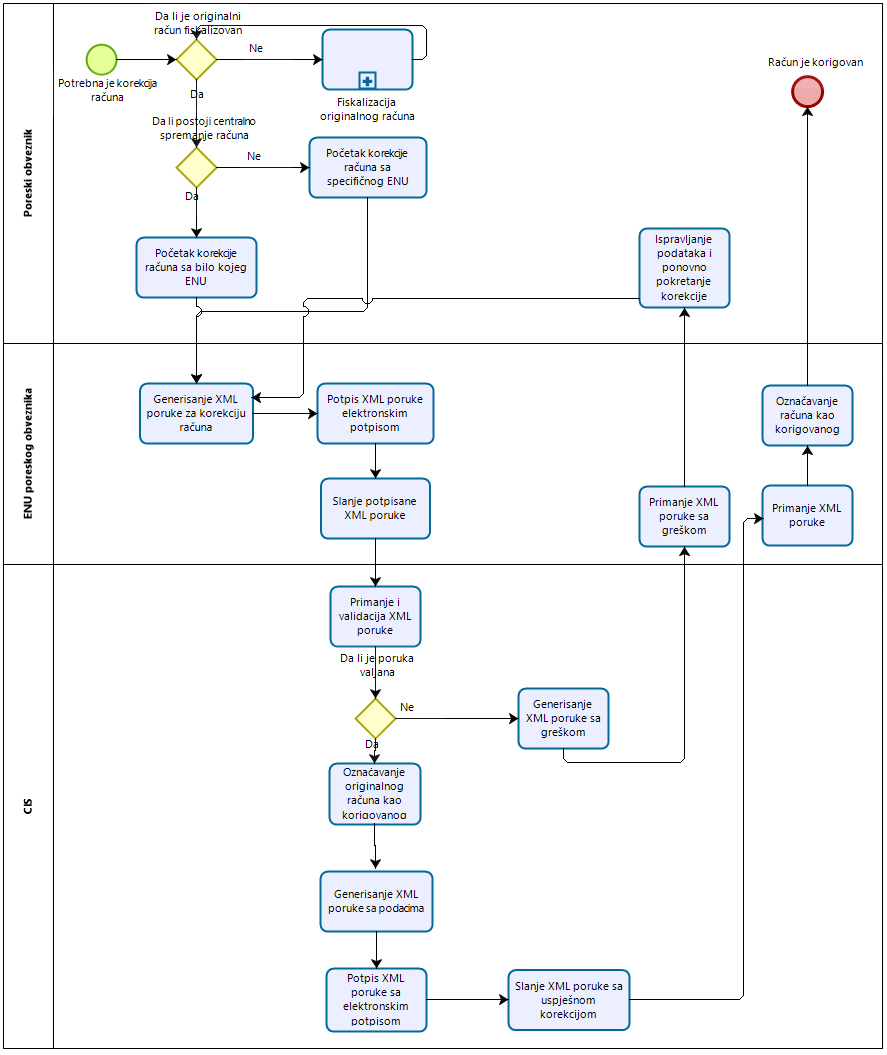 Poreski obveznik
Da li je originalni
račun fiskalizovan
Ne
Da
Potrebna je korekcija
računa
Fiskalizacija
originalnog računa
Račun je korigovan
Da li postoji centralno
spremanje računa
Ne
Da
Početak korekcije
računa sa
specifičnog ENU
Početak korekcije
računa sa bilo kojeg
ENU
Ispravljanje
podataka i
ponovno
pokretanje
korekcije
ENU poreskog obveznika
Generisanje XML
poruke za korekciju
računa
Potpis XML poruke
elektronskim
potpisom
Slanje potpisane
XML poruke
Primanje XML
poruke sa
greškom
Označavanje
računa kao
korigovanog
Primanje XML
poruke
CIS
Primanje i
validacija XML
poruke
Da li je poruka
valjana
Ne
Da
Generisanje
XML poruke sa
greškom
Označavanje
originalnog
računa kao
korigovanog
Generisanje XML
poruke sa podacima
Potpis XML
poruke sa
elektronskim
potpisom
Slanje XML poruke sa
uspješnom
korekcijom